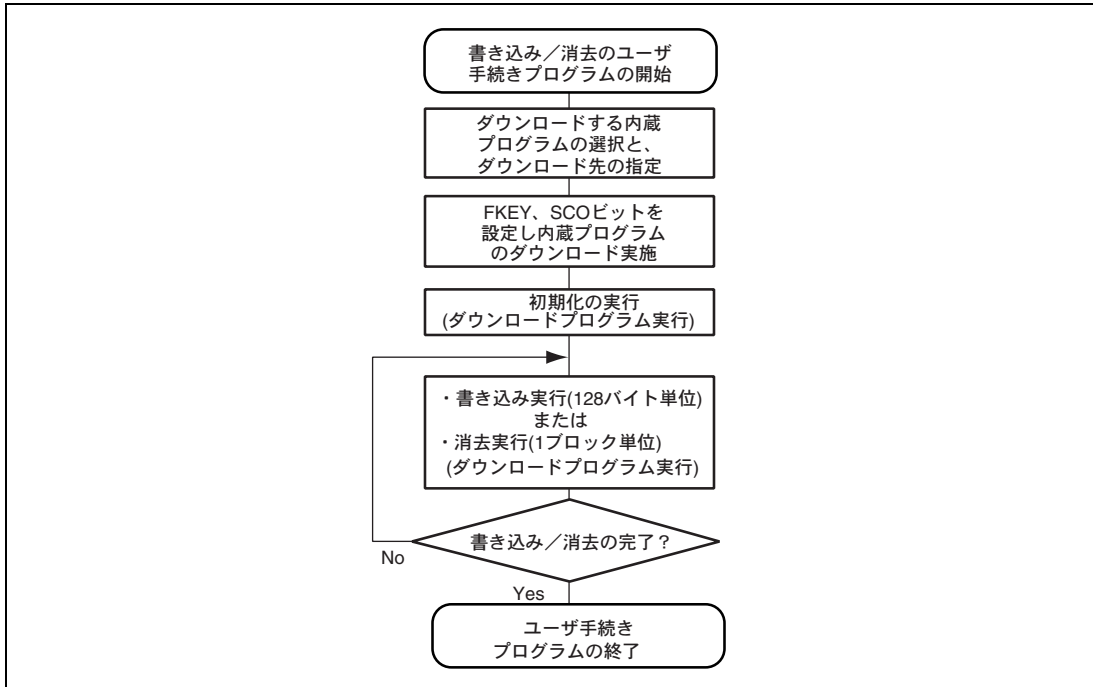 書き込み／消去のユーザ
手続きプログラムの開始
ダウンロードする内蔵
プログラムの選択と、
ダウンロード先の指定
FKEY、SCOビットを
設定し内蔵プログラム
のダウンロード実施
初期化の実行
(ダウンロードプログラム実行)
・書き込み実行(128バイト単位)
または
・消去実行(1ブロック単位)
(ダウンロードプログラム実行)
書き込み／消去の完了？
No
Yes
ユーザ手続き
プログラムの終了